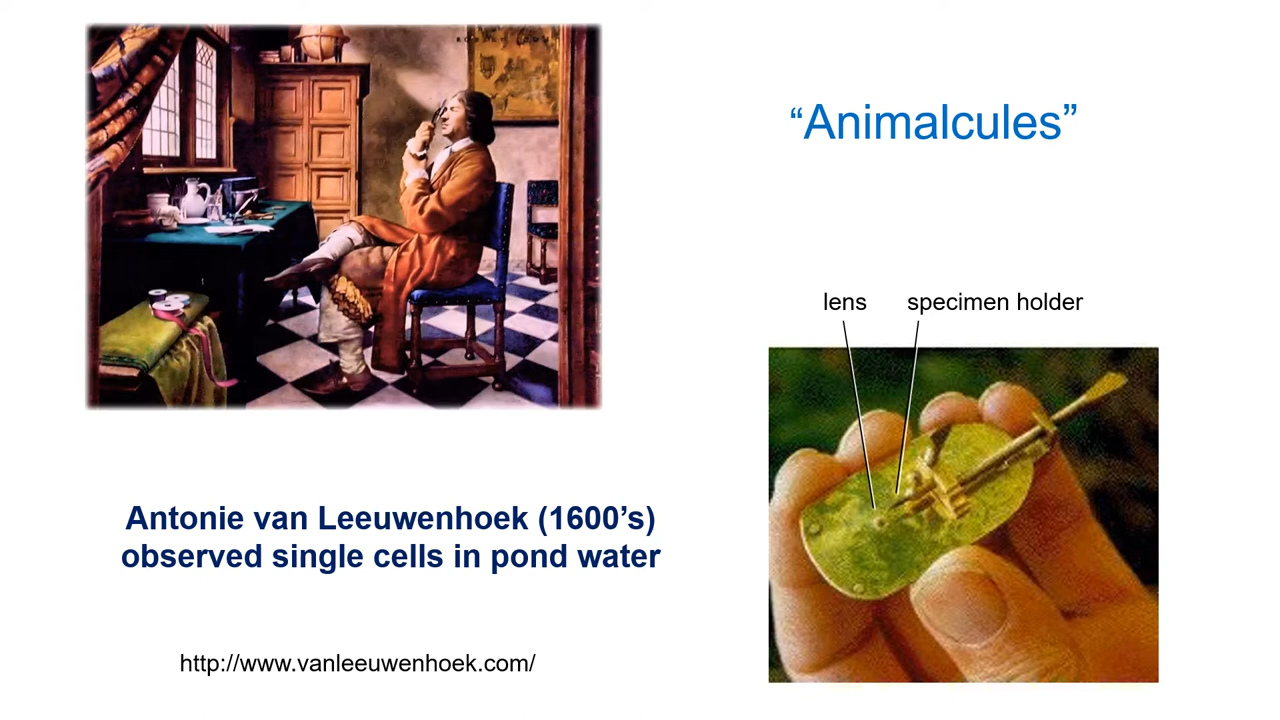 “Animalcules”
lens specimen holder
Antonie van Leeuwenhoek (1600’s)
observed single cells in pond water
http://www.vanleeuwenhoek.com/